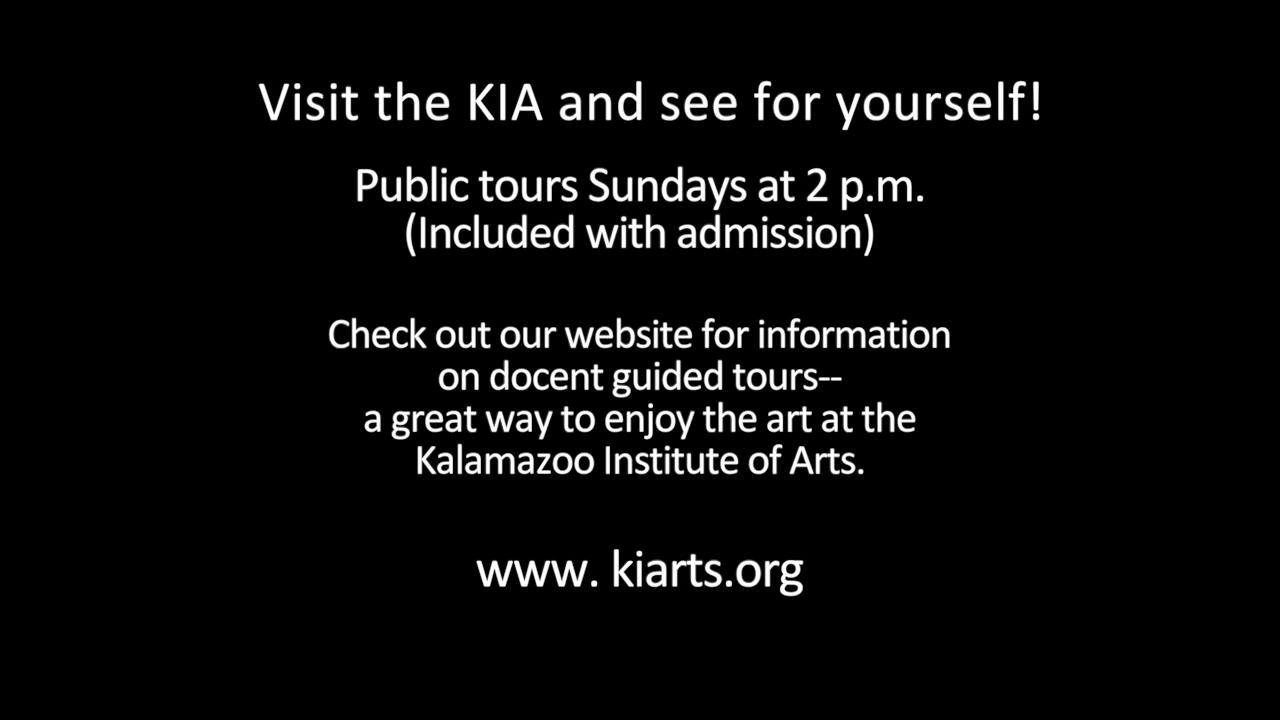 Visit the KIA and see for yourself!
Public tours Sundays at 2 p.m.
(Included with admission)
Check out our website for information
on docent guided tours--
a great way to enjoy the art at the
Kalamazoo Institute of Arts.
www. kiarts.org